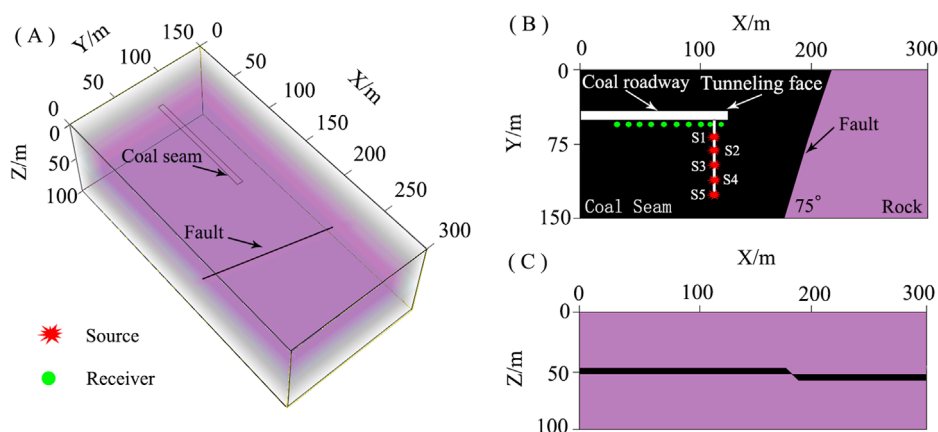 ( A )
Y/m
150
100
50
0
0
50
100
150
200
250
300
X/m
0
50
100
Z/m
Coal seam
Fault
Source
Receiver
( B )
X/m
0 100 200 300
Y/m
0
75
150
Coal roadway
Tunneling face
S1
S2
S3
S4
S5
Fault
75°
Coal Seam
Rock
( C )
X/m
0 100 200 300
Z/m
0
50
100